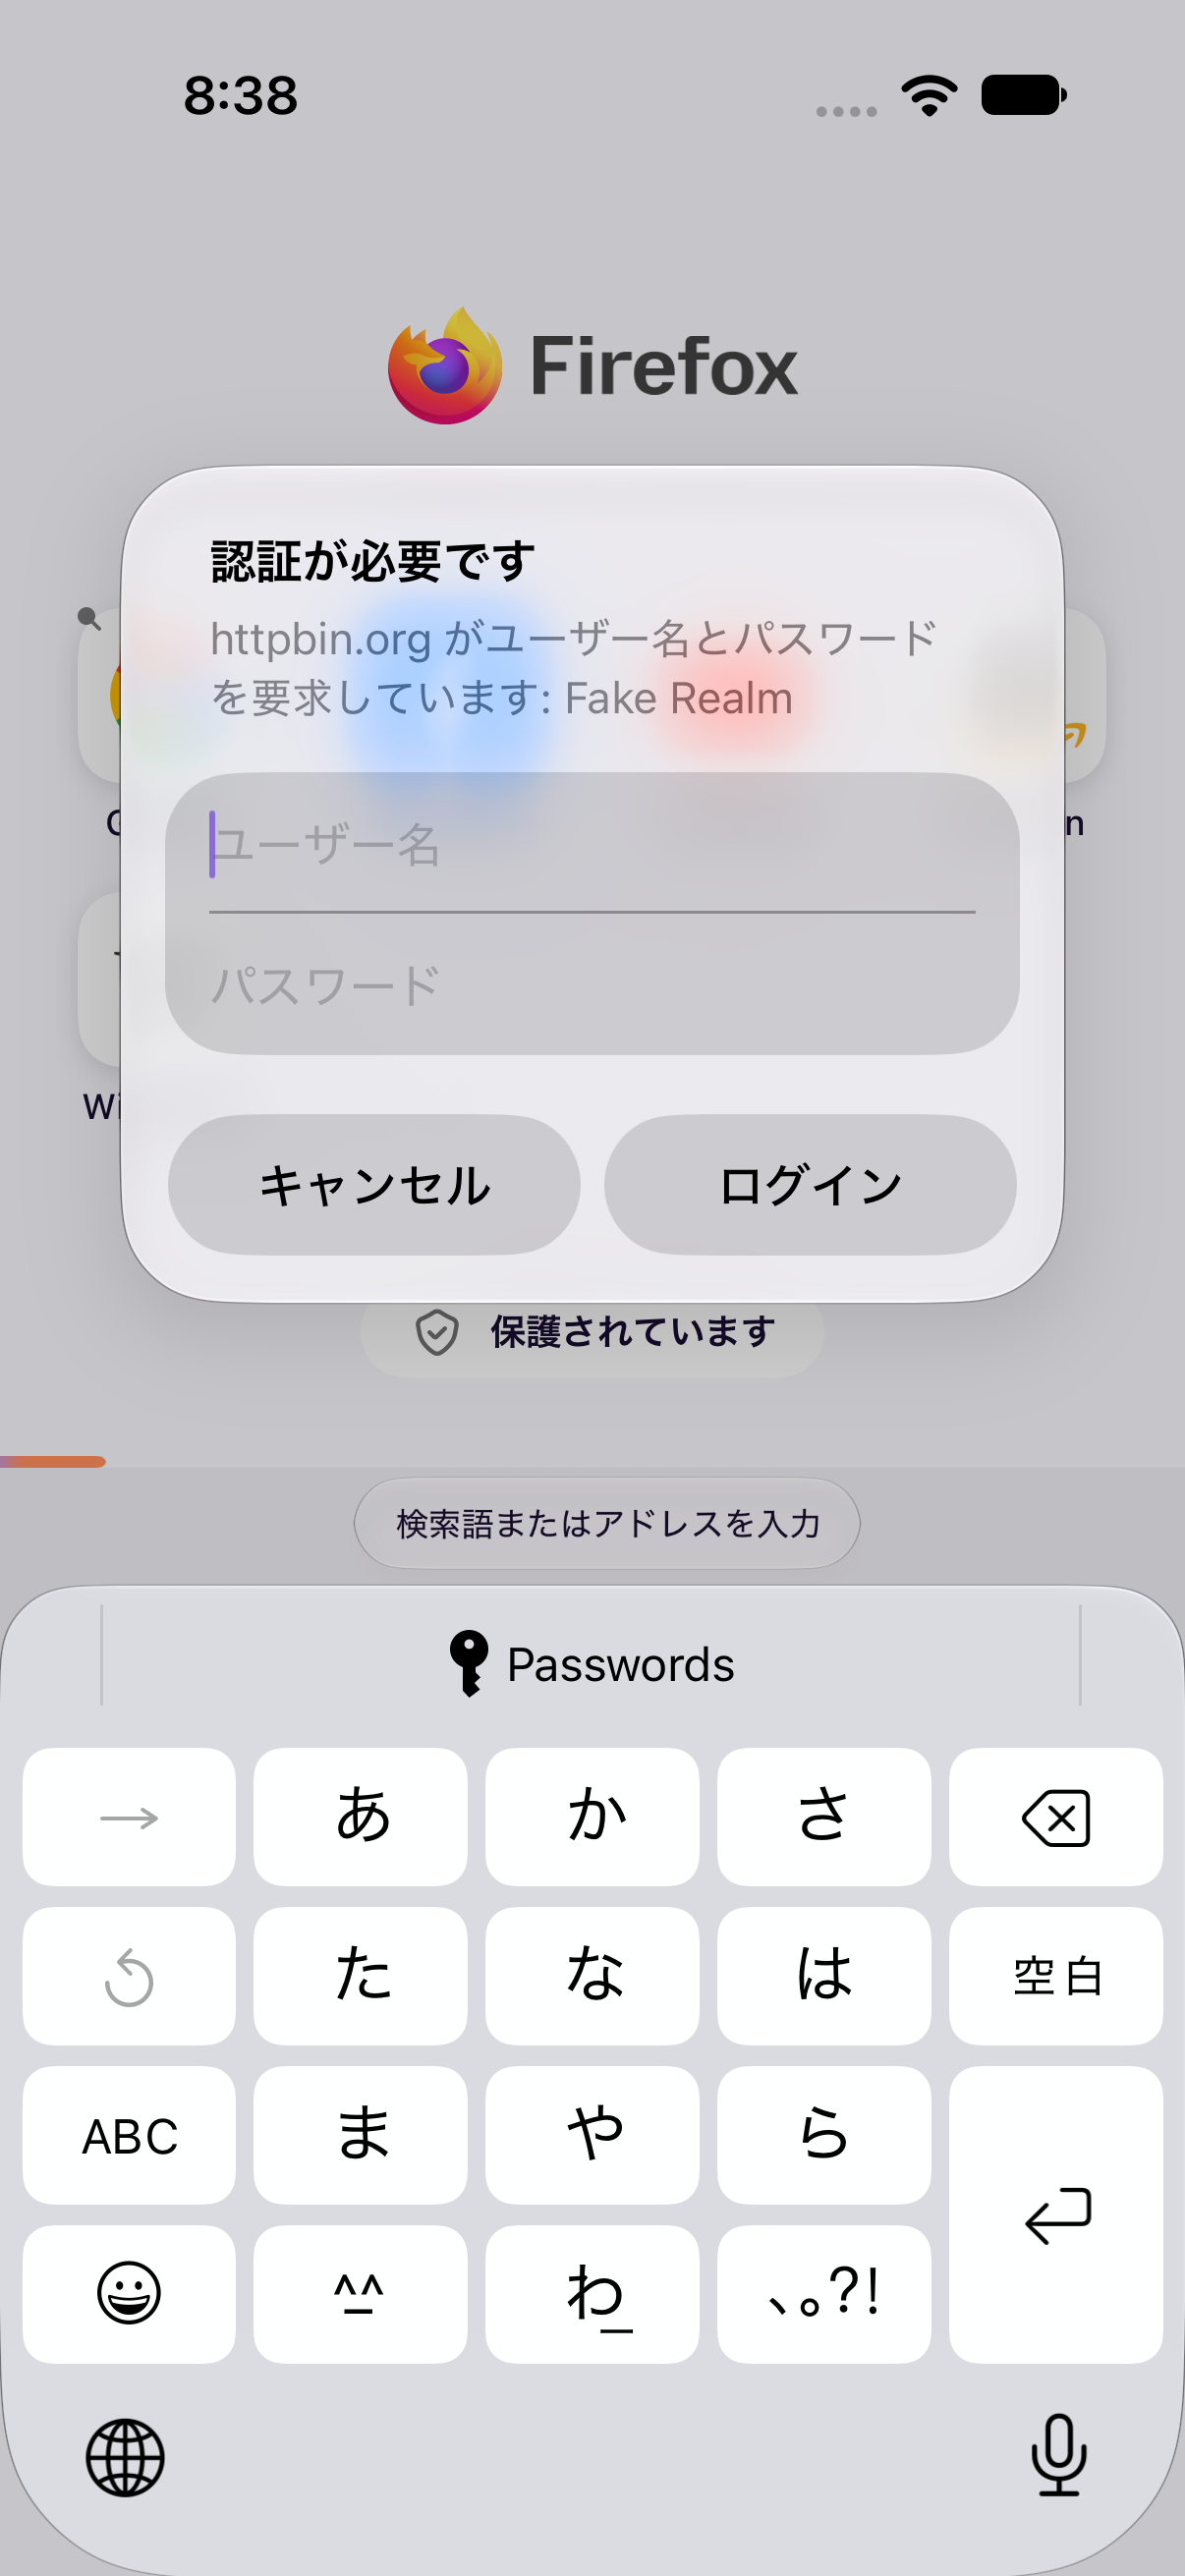 8:38
Firefox
認証が必要です
httpbin.org がユーザー名とパスワード
を要求しています: Fake Realm
ユーザー名
パスワード
キャンセル
ログイン
保護されています
検索語またはアドレスを入力
Passwords
→ あ か さ
た な は 空白
ABC ま や ら
^_^ わ_ 、。?!